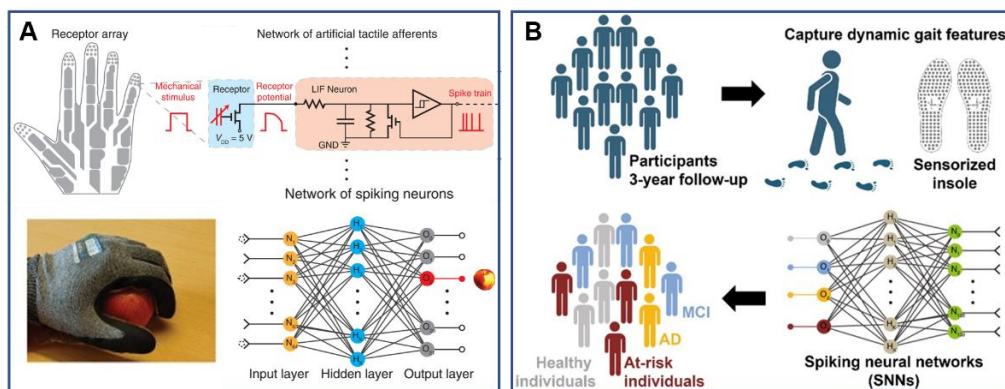 A
Receptor array
Network of artificial tactile afferents
Mechanical
stimulus
Receptor
Receptor
potential
LIF Neuron
Spike train
V_DD = 5 V
GND
Network of spiking neurons
Input layer
Hidden layer
Output layer
B
Participants
3-year follow-up
Capture dynamic gait features
Sensorized
insole
MCI
AD
Healthy
individuals
At-risk
individuals
Spiking neural networks
(SNNs)